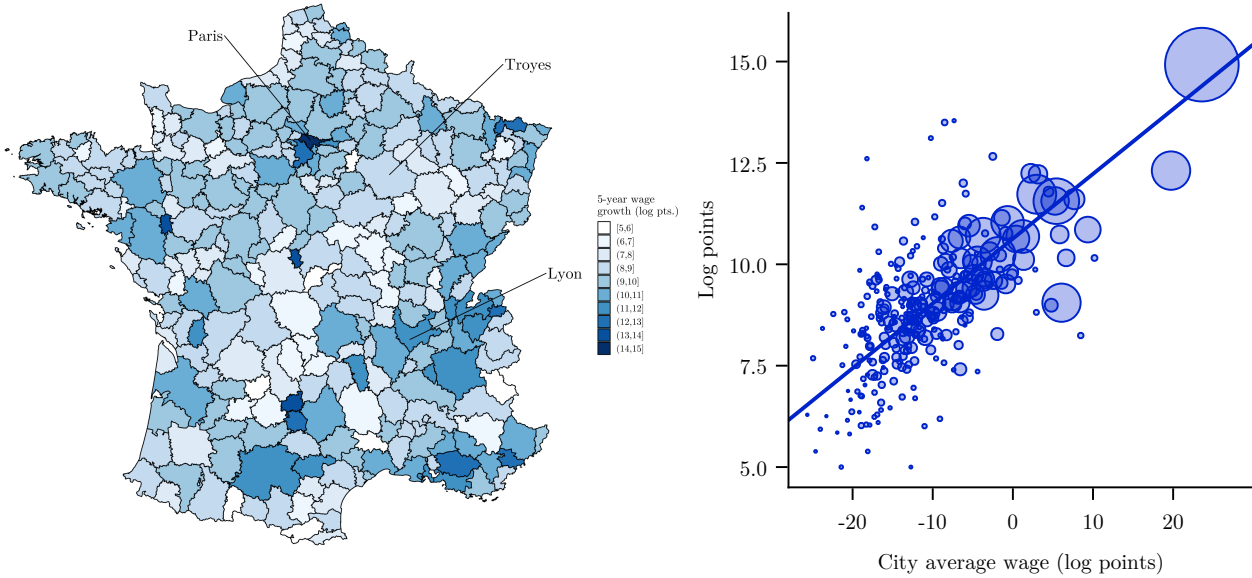 Paris
Troyes
Lyon
5-year wage
growth (log pts.)
[5,6]
(6,7]
(7,8]
(8,9]
(9,10]
(10,11]
(11,12]
(12,13]
(13,14]
(14,15]
Log points
15.0
12.5
10.0
7.5
5.0
-20
-10
0
10
20
City average wage (log points)